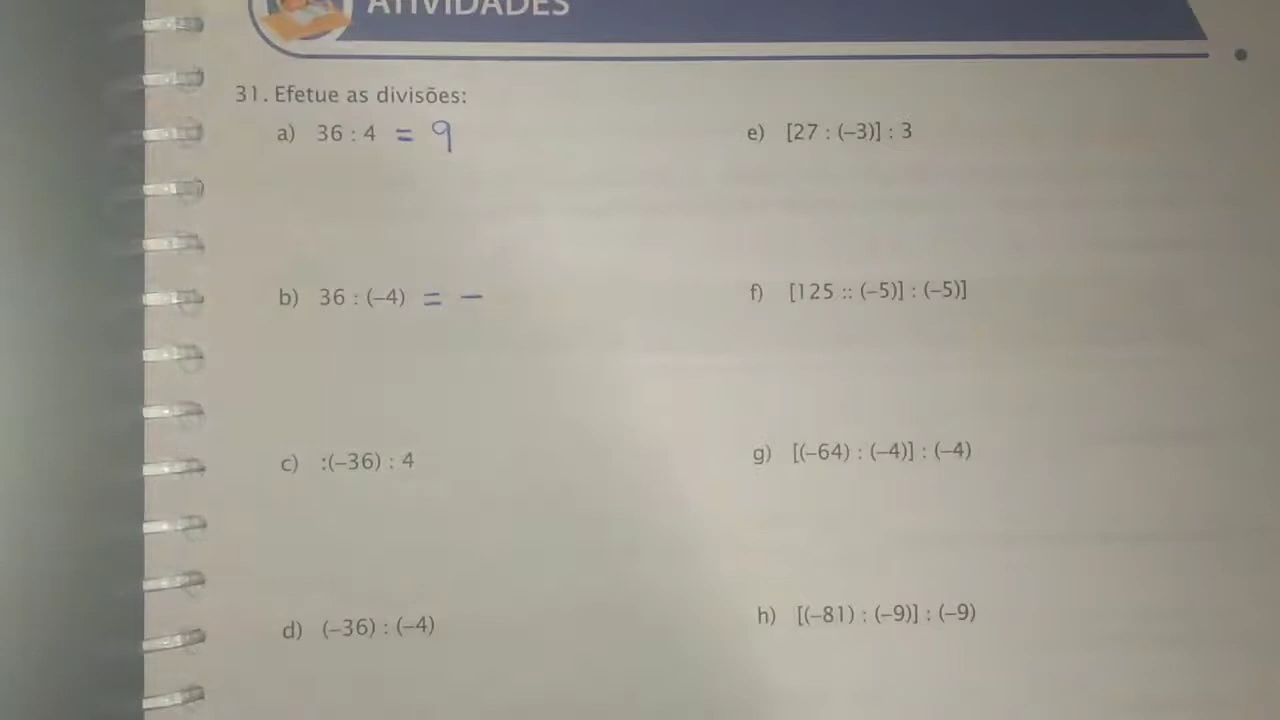 ATIVIDADES
31. Efetue as divisões:
a) 36 : 4 = 9
b) 36 : (–4) = –
c) :(–36) : 4
d) (–36) : (–4)
e) [27 : (–3)] : 3
f) [125 :: (–5)] : (–5)]
g) [(–64) : (–4)] : (–4)
h) [(–81) : (–9)] : (–9)